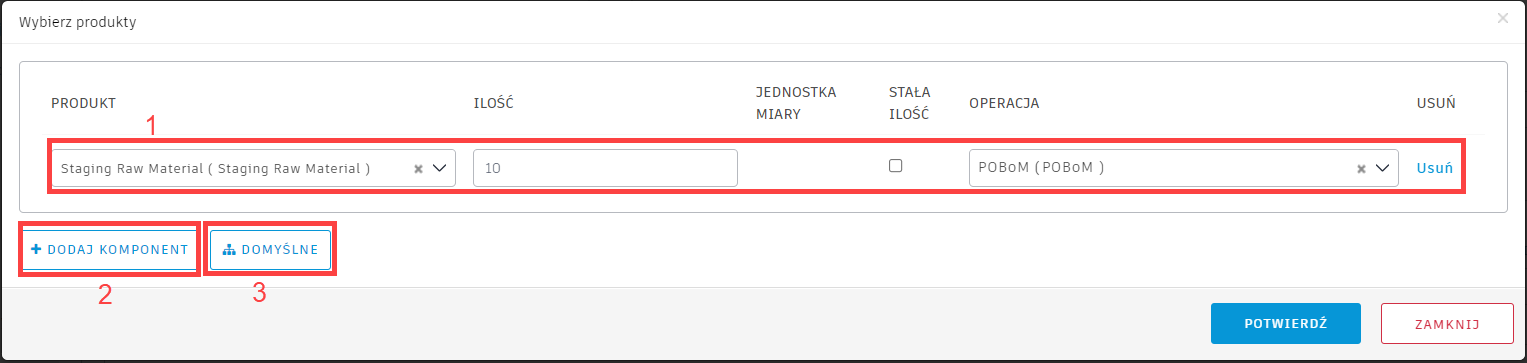 Wybierz produkty
×
PRODUKT ILOŚĆ JEDNOSTKA MIARY STAŁA ILOŚĆ OPERACJA USUŃ
1
Staging Raw Material ( Staging Raw Material ) 10 POBoM (POBoM ) Usuń
DODAJ KOMPONENT DOMYŚLNE
2 3
POTWIERDŹ ZAMKNIJ